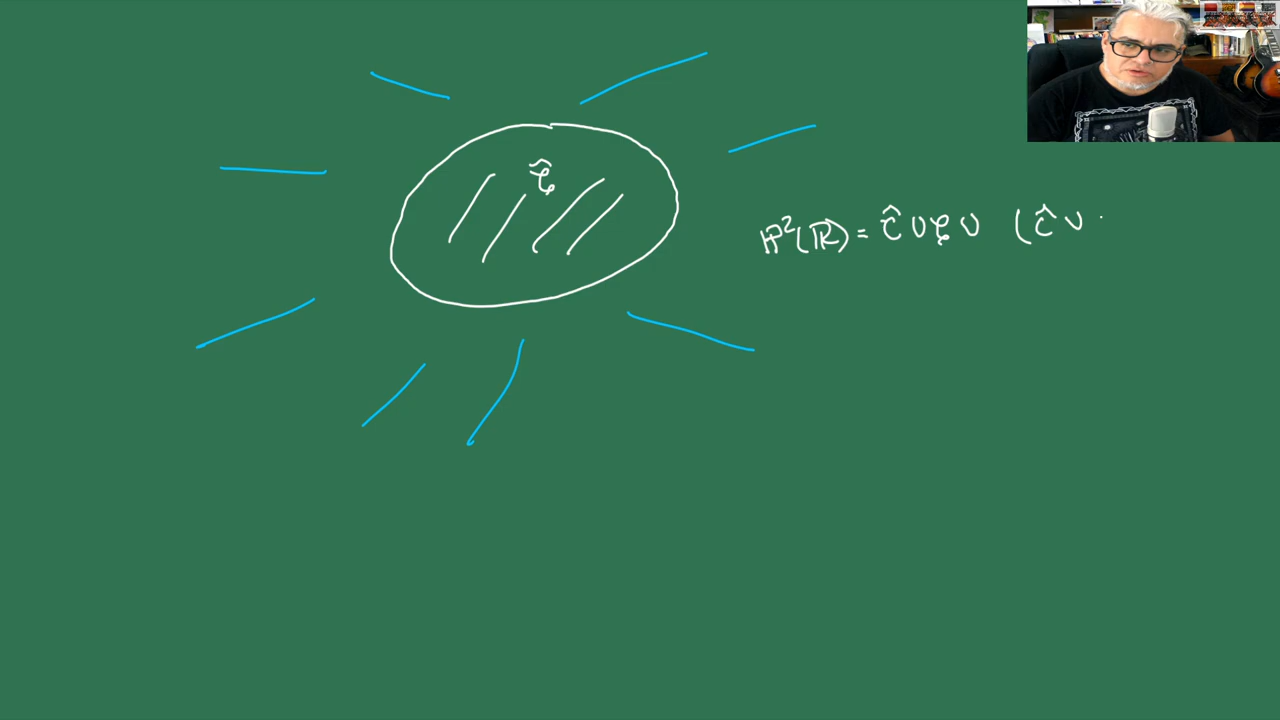 Ĉ
ℙ²(ℝ) = Ĉ ∪ C ∪ (Ĉ ∪